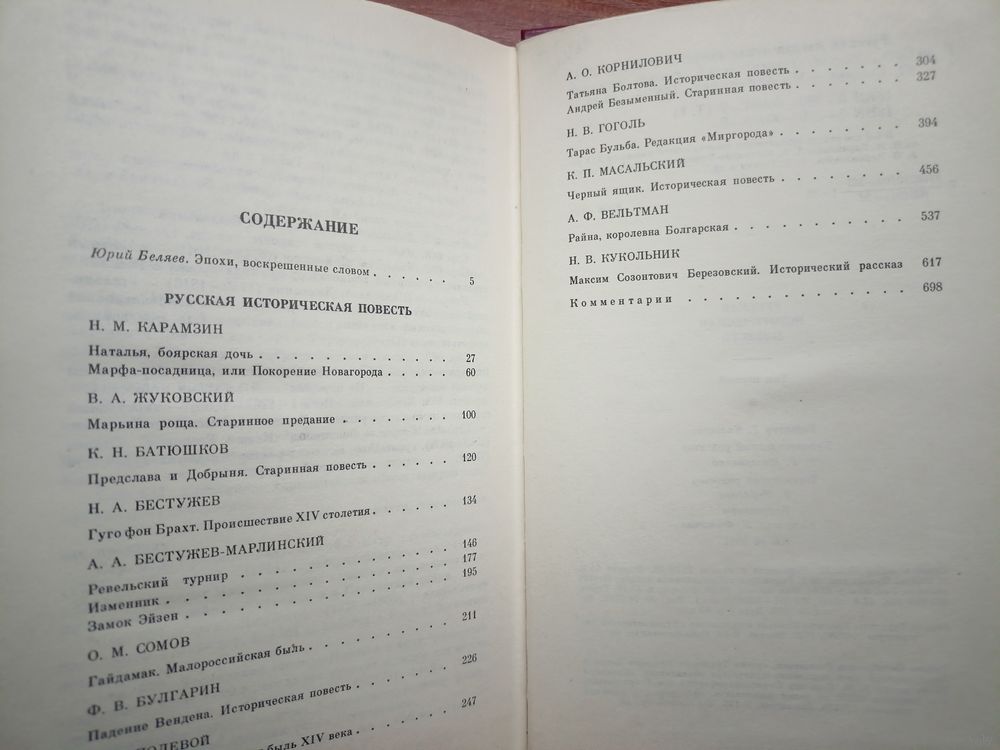 СОДЕРЖАНИЕ
Юрий Беляев. Эпохи, воскрешенные словом . . . . . . 5
РУССКАЯ ИСТОРИЧЕСКАЯ ПОВЕСТЬ
Н. М. КАРАМЗИН
Наталья, боярская дочь . . . . . . . . . . . . 27
Марфа-посадница, или Покорение Новагорода . . . . . 60
В. А. ЖУКОВСКИЙ
Марьина роща. Старинное предание . . . . . . . 100
К. Н. БАТЮШКОВ
Предслава и Добрыня. Старинная повесть . . . . . 120
Н. А. БЕСТУЖЕВ
Гуго фон Брахт. Происшествие XIV столетия . . . . . 134
А. А. БЕСТУЖЕВ-МАРЛИНСКИЙ
Ревельский турнир . . . . . . . . . . . . 146
Изменник . . . . . . . . . . . . . . . 177
Замок Эйзен . . . . . . . . . . . . . . 195
О. М. СОМОВ
Гайдамак. Малороссийская быль . . . . . . . . 211
Ф. В. БУЛГАРИН
Падение Вендена. Историческая повесть . . . . . . 226
ПОЛЕВОЙ
быль XIV века . . . . . 247
А. О. КОРНИЛОВИЧ
Татьяна Болтова. Историческая повесть . . . . . . 304
Андрей Безыменный. Старинная повесть . . . . . . 327
Н. В. ГОГОЛЬ
Тарас Бульба. Редакция «Миргорода» . . . . . . . 394
К. П. МАСАЛЬСКИЙ
Черный ящик. Историческая повесть . . . . . . . 456
А. Ф. ВЕЛЬТМАН
Райна, королевна Болгарская . . . . . . . . . 537
Н. В. КУКОЛЬНИК
Максим Созонтович Березовский. Исторический рассказ 617
Комментарии . . . . . . . . . . . . 698